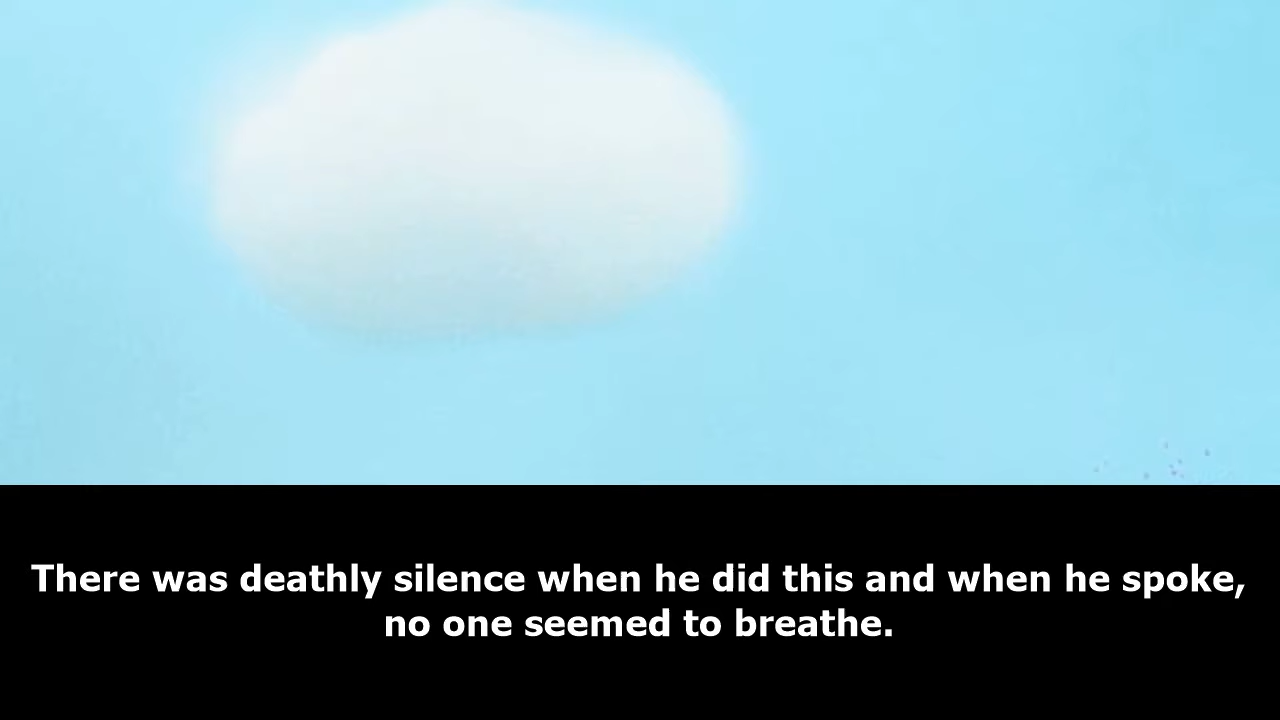 There was deathly silence when he did this and when he spoke,
no one seemed to breathe.